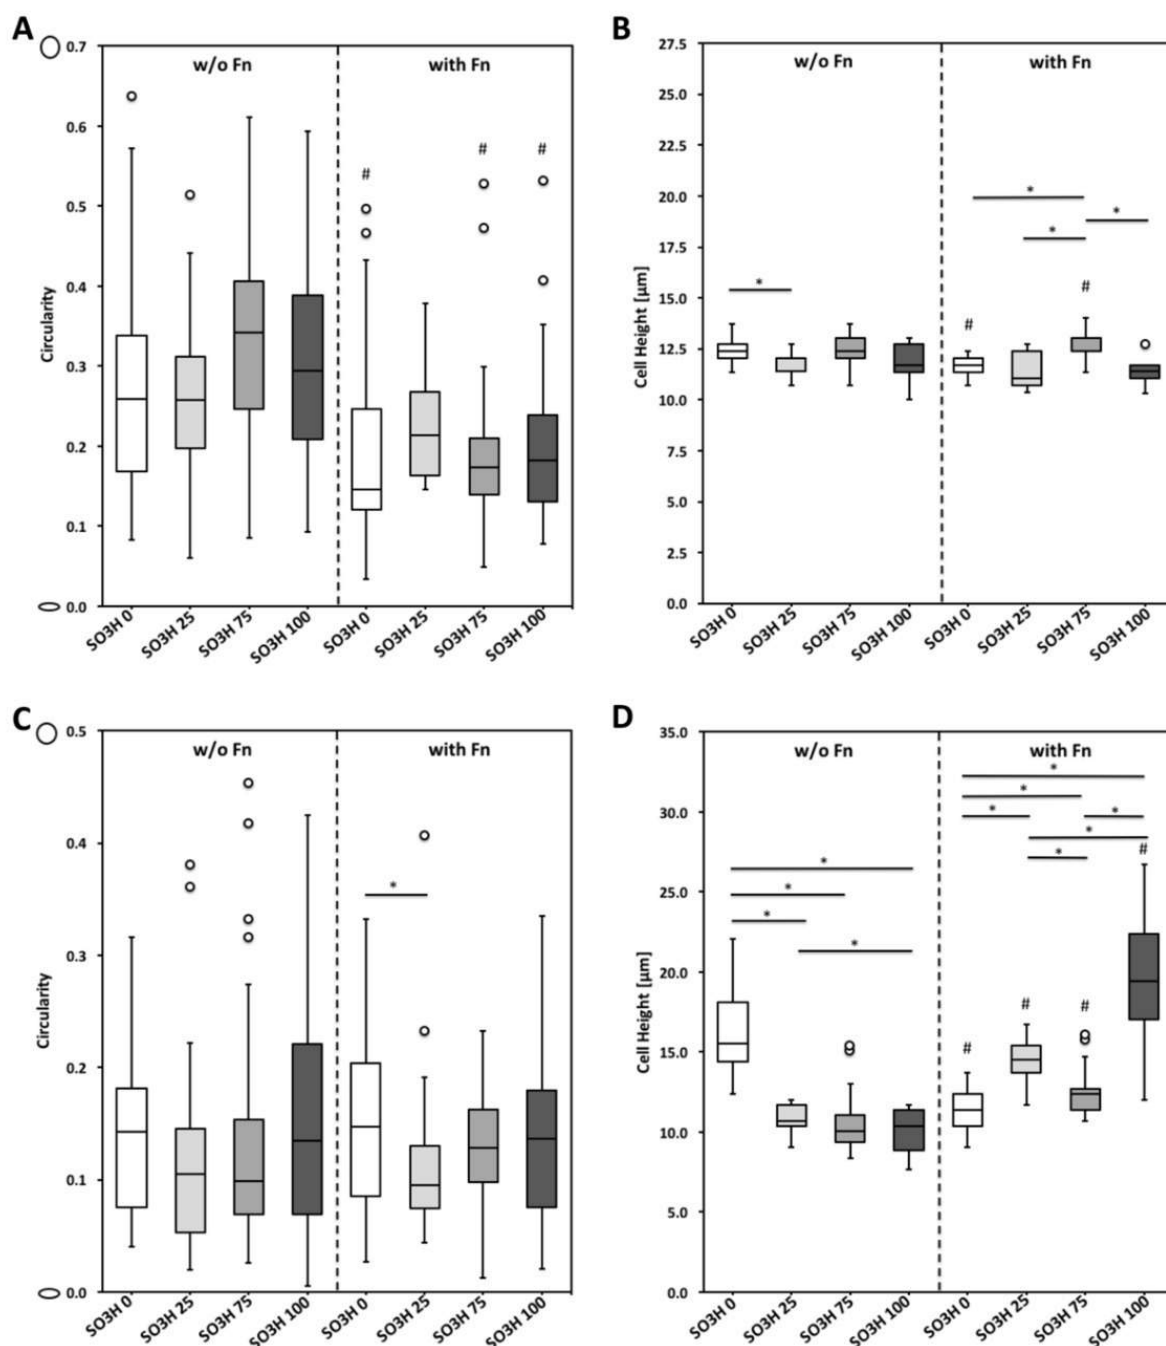 A
0.7
0.6
0.5
0.4
0.3
0.2
0.1
0.0
Circularity
w/o Fn
with Fn
#
#
#
SO3H 0
SO3H 25
SO3H 75
SO3H 100
SO3H 0
SO3H 25
SO3H 75
SO3H 100
B
27.5
25.0
22.5
20.0
17.5
15.0
12.5
10.0
7.5
5.0
2.5
0.0
Cell Height [µm]
w/o Fn
with Fn
*
*
*
*
#
#
SO3H 0
SO3H 25
SO3H 75
SO3H 100
SO3H 0
SO3H 25
SO3H 75
SO3H 100
C
0.5
0.4
0.3
0.2
0.1
0.0
Circularity
w/o Fn
with Fn
*
SO3H 0
SO3H 25
SO3H 75
SO3H 100
SO3H 0
SO3H 25
SO3H 75
SO3H 100
D
35.0
30.0
25.0
20.0
15.0
10.0
5.0
0.0
Cell Height [µm]
w/o Fn
with Fn
*
*
*
*
*
*
*
*
*
*
#
#
#
#
SO3H 0
SO3H 25
SO3H 75
SO3H 100
SO3H 0
SO3H 25
SO3H 75
SO3H 100